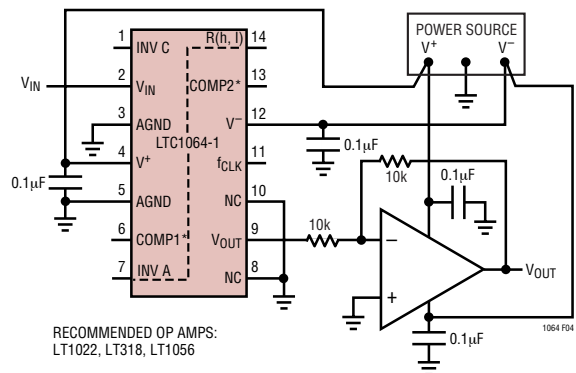 POWER SOURCE
V+ V–
1 INV C
R(h, I) 14
VIN
2 VIN
COMP2* 13
3 AGND
V– 12
LTC1064-1
4 V+
fCLK 11
0.1μF
0.1μF
5 AGND
NC 10
10k
0.1μF
6 COMP1*
VOUT 9
10k
7 INV A
NC 8
–
+
VOUT
0.1μF
1064 F04
RECOMMENDED OP AMPS:
LT1022, LT318, LT1056